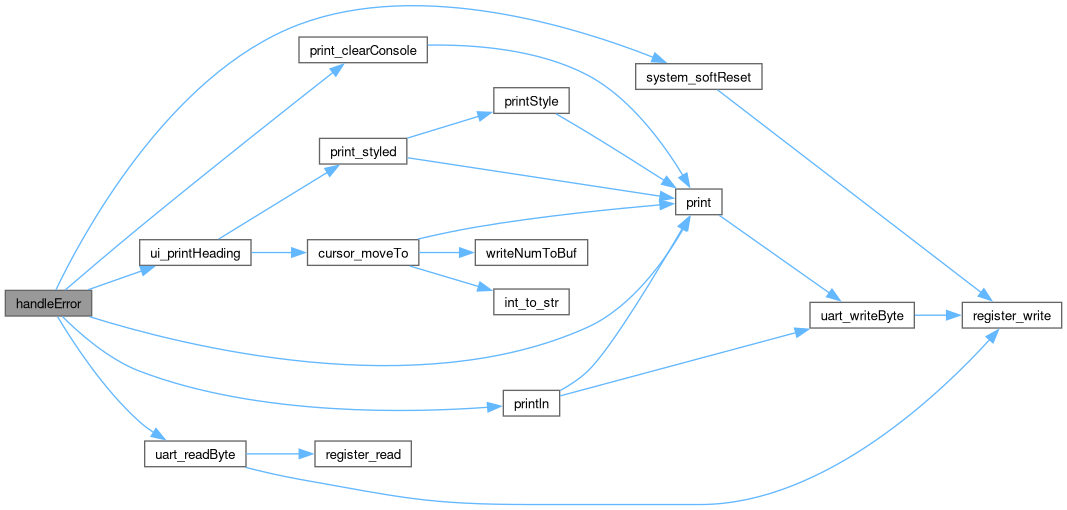 print_clearConsole
system_softReset
printStyle
print_styled
print
ui_printHeading
cursor_moveTo
writeNumToBuf
handleError
int_to_str
uart_writeByte
register_write
println
uart_readByte
register_read